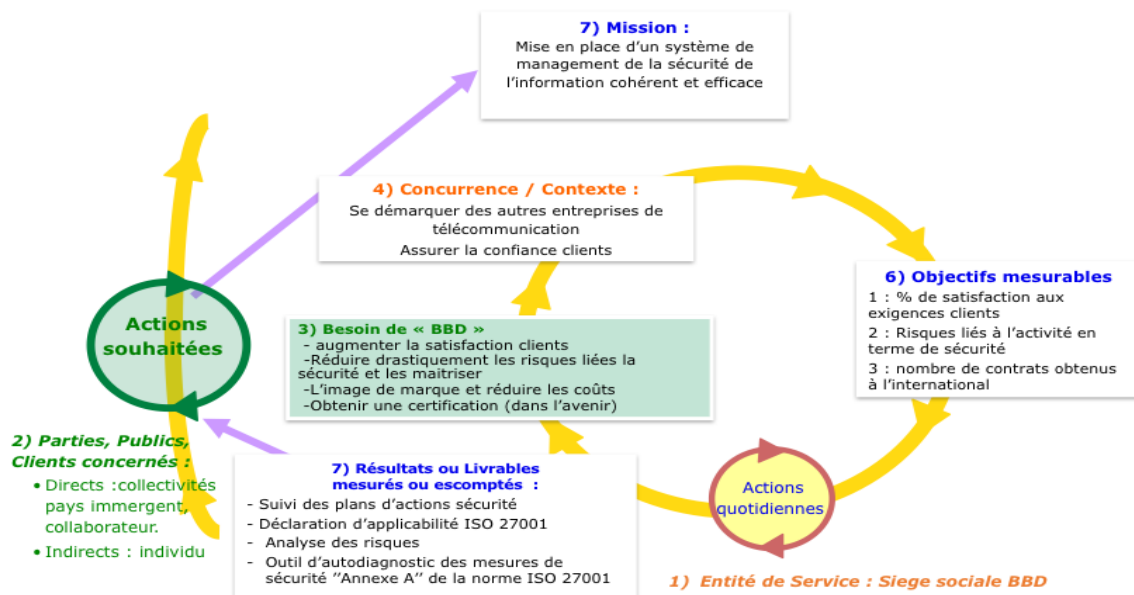 7) Mission :
Mise en place d’un système de
management de la sécurité de
l’information cohérent et efficace
4) Concurrence / Contexte :
Se démarquer des autres entreprises de
télécommunication
Assurer la confiance clients
6) Objectifs mesurables
1 : % de satisfaction aux
exigences clients
2 : Risques liés à l’activité en
terme de sécurité
3 : nombre de contrats obtenus
à l’international
Actions
souhaitées
3) Besoin de « BBD »
- augmenter la satisfaction clients
-Réduire drastiquement les risques liées la
sécurité et les maitriser
-L’image de marque et réduire les coûts
-Obtenir une certification (dans l’avenir)
2) Parties, Publics,
Clients concernés :
• Directs :collectivités
pays immergent,
collaborateur.
• Indirects : individu
7) Résultats ou Livrables
mesurés ou escomptés :
- Suivi des plans d’actions sécurité
- Déclaration d’applicabilité ISO 27001
- Analyse des risques
- Outil d’autodiagnostic des mesures de
sécurité ’’Annexe A’’ de la norme ISO 27001
Actions
quotidiennes
1) Entité de Service : Siege sociale BBD